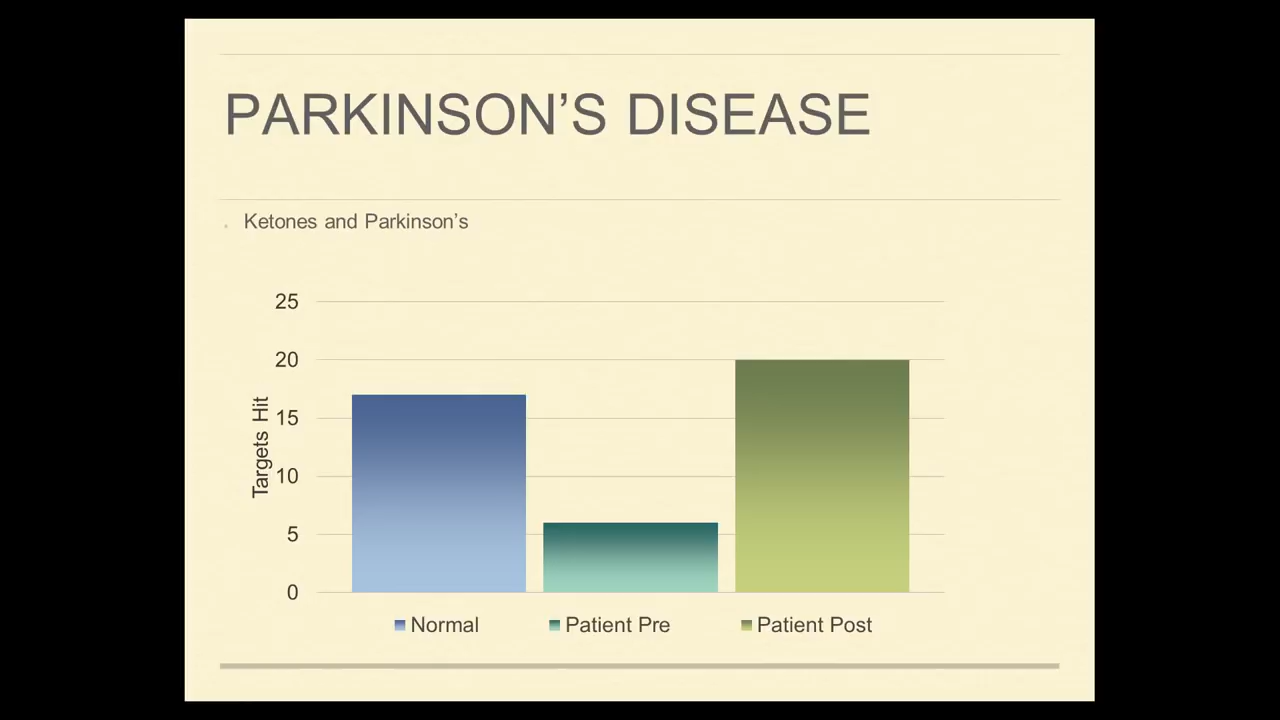 PARKINSON’S DISEASE
Ketones and Parkinson’s
25
20
15
10
5
0
Targets Hit
Normal
Patient Pre
Patient Post